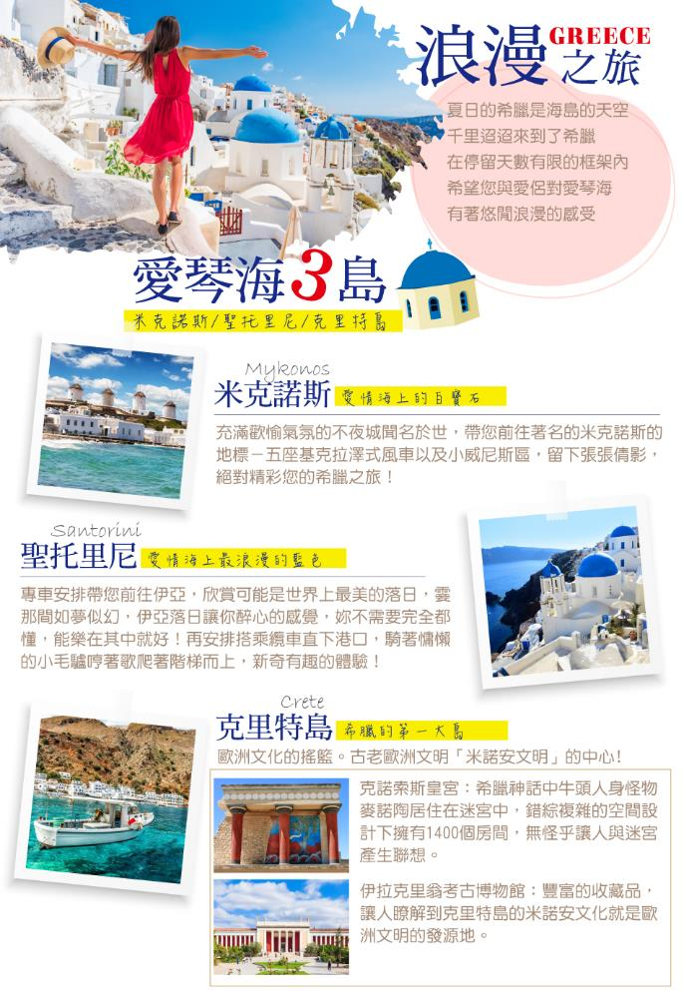 浪漫之旅 GREECE
夏日的希臘是海島的天空
千里迢迢來到了希臘
在停留天數有限的框架內
希望您與愛侶對愛琴海
有著悠閒浪漫的感受
愛琴海3島
米克諾斯/聖托里尼/克里特島
Mykonos
米克諾斯 愛情海上的白寶石
充滿歡愉氣氛的不夜城聞名於世，帶您前往著名的米克諾斯的
地標－五座基克拉澤式風車以及小威尼斯區，留下張張倩影，
絕對精彩您的希臘之旅！
Santorini
聖托里尼 愛情海上最浪漫的藍色
專車安排帶您前往伊亞，欣賞可能是世界上最美的落日，霎
那間如夢似幻，伊亞落日讓你醉心的感覺，妳不需要完全都
懂，能樂在其中就好！再安排搭乘纜車直下港口，騎著慵懶
的小毛驢哼著歌爬著階梯而上，新奇有趣的體驗！
Crete
克里特島 希臘的第一大島
歐洲文化的搖籃。古老歐洲文明「米諾安文明」的中心!
克諾索斯皇宮：希臘神話中牛頭人身怪物
麥諾陶居住在迷宮中，錯綜複雜的空間設
計下擁有1400個房間，無怪乎讓人與迷宮
產生聯想。
伊拉克里翁考古博物館：豐富的收藏品，
讓人瞭解到克里特島的米諾安文化就是歐
洲文明的發源地。